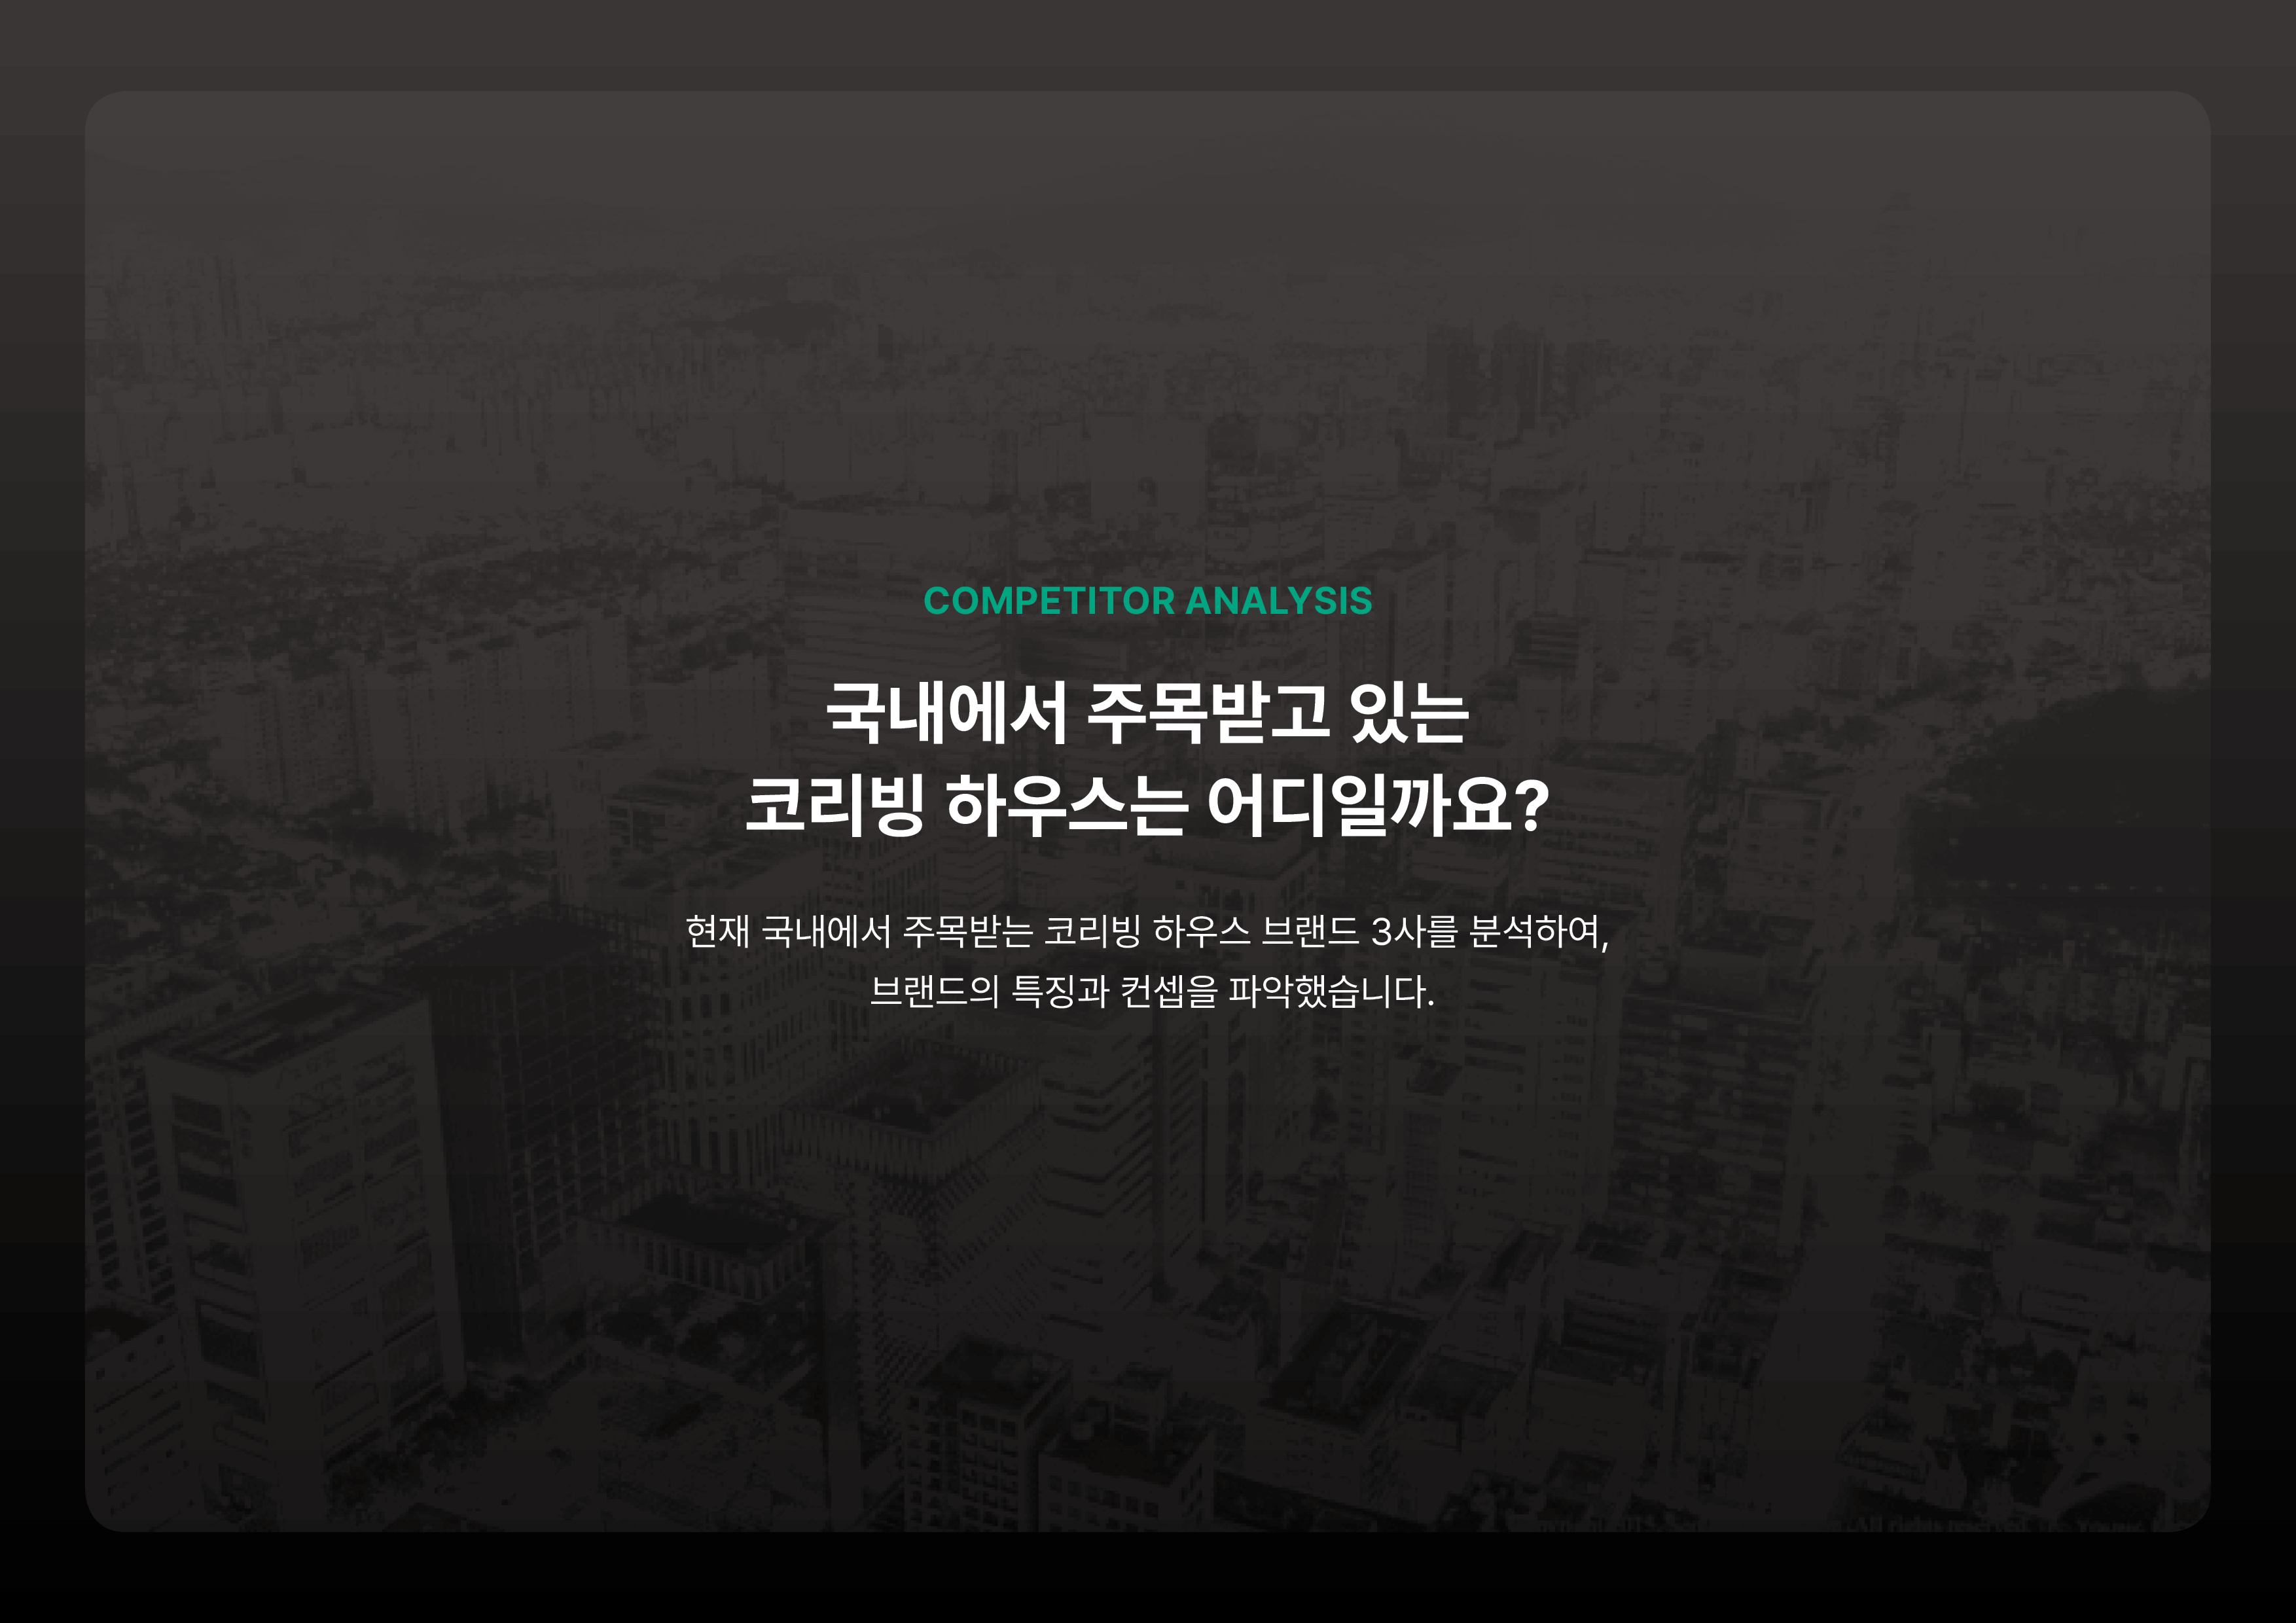 COMPETITOR ANALYSIS
국내에서 주목받고 있는
코리빙 하우스는 어디일까요?
현재 국내에서 주목받는 코리빙 하우스 브랜드 3사를 분석하여,
브랜드의 특징과 컨셉을 파악했습니다.